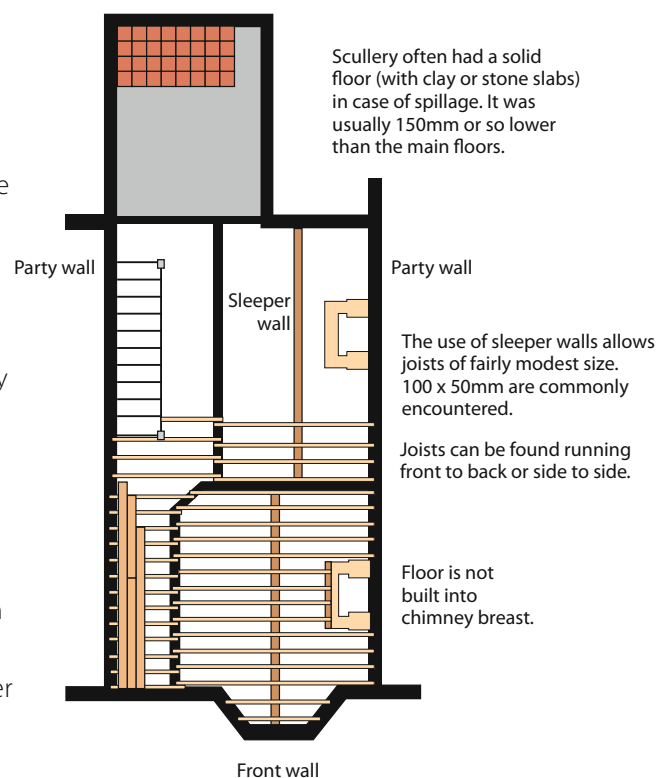 Scullery often had a solid
floor (with clay or stone slabs)
in case of spillage. It was
usually 150mm or so lower
than the main floors.
e
Party wall
Sleeper
wall
Party wall
The use of sleeper walls allows
joists of fairly modest size.
100 x 50mm are commonly
encountered.
y
Joists can be found running
front to back or side to side.
Floor is not
built into
chimney breast.
er
Front wall